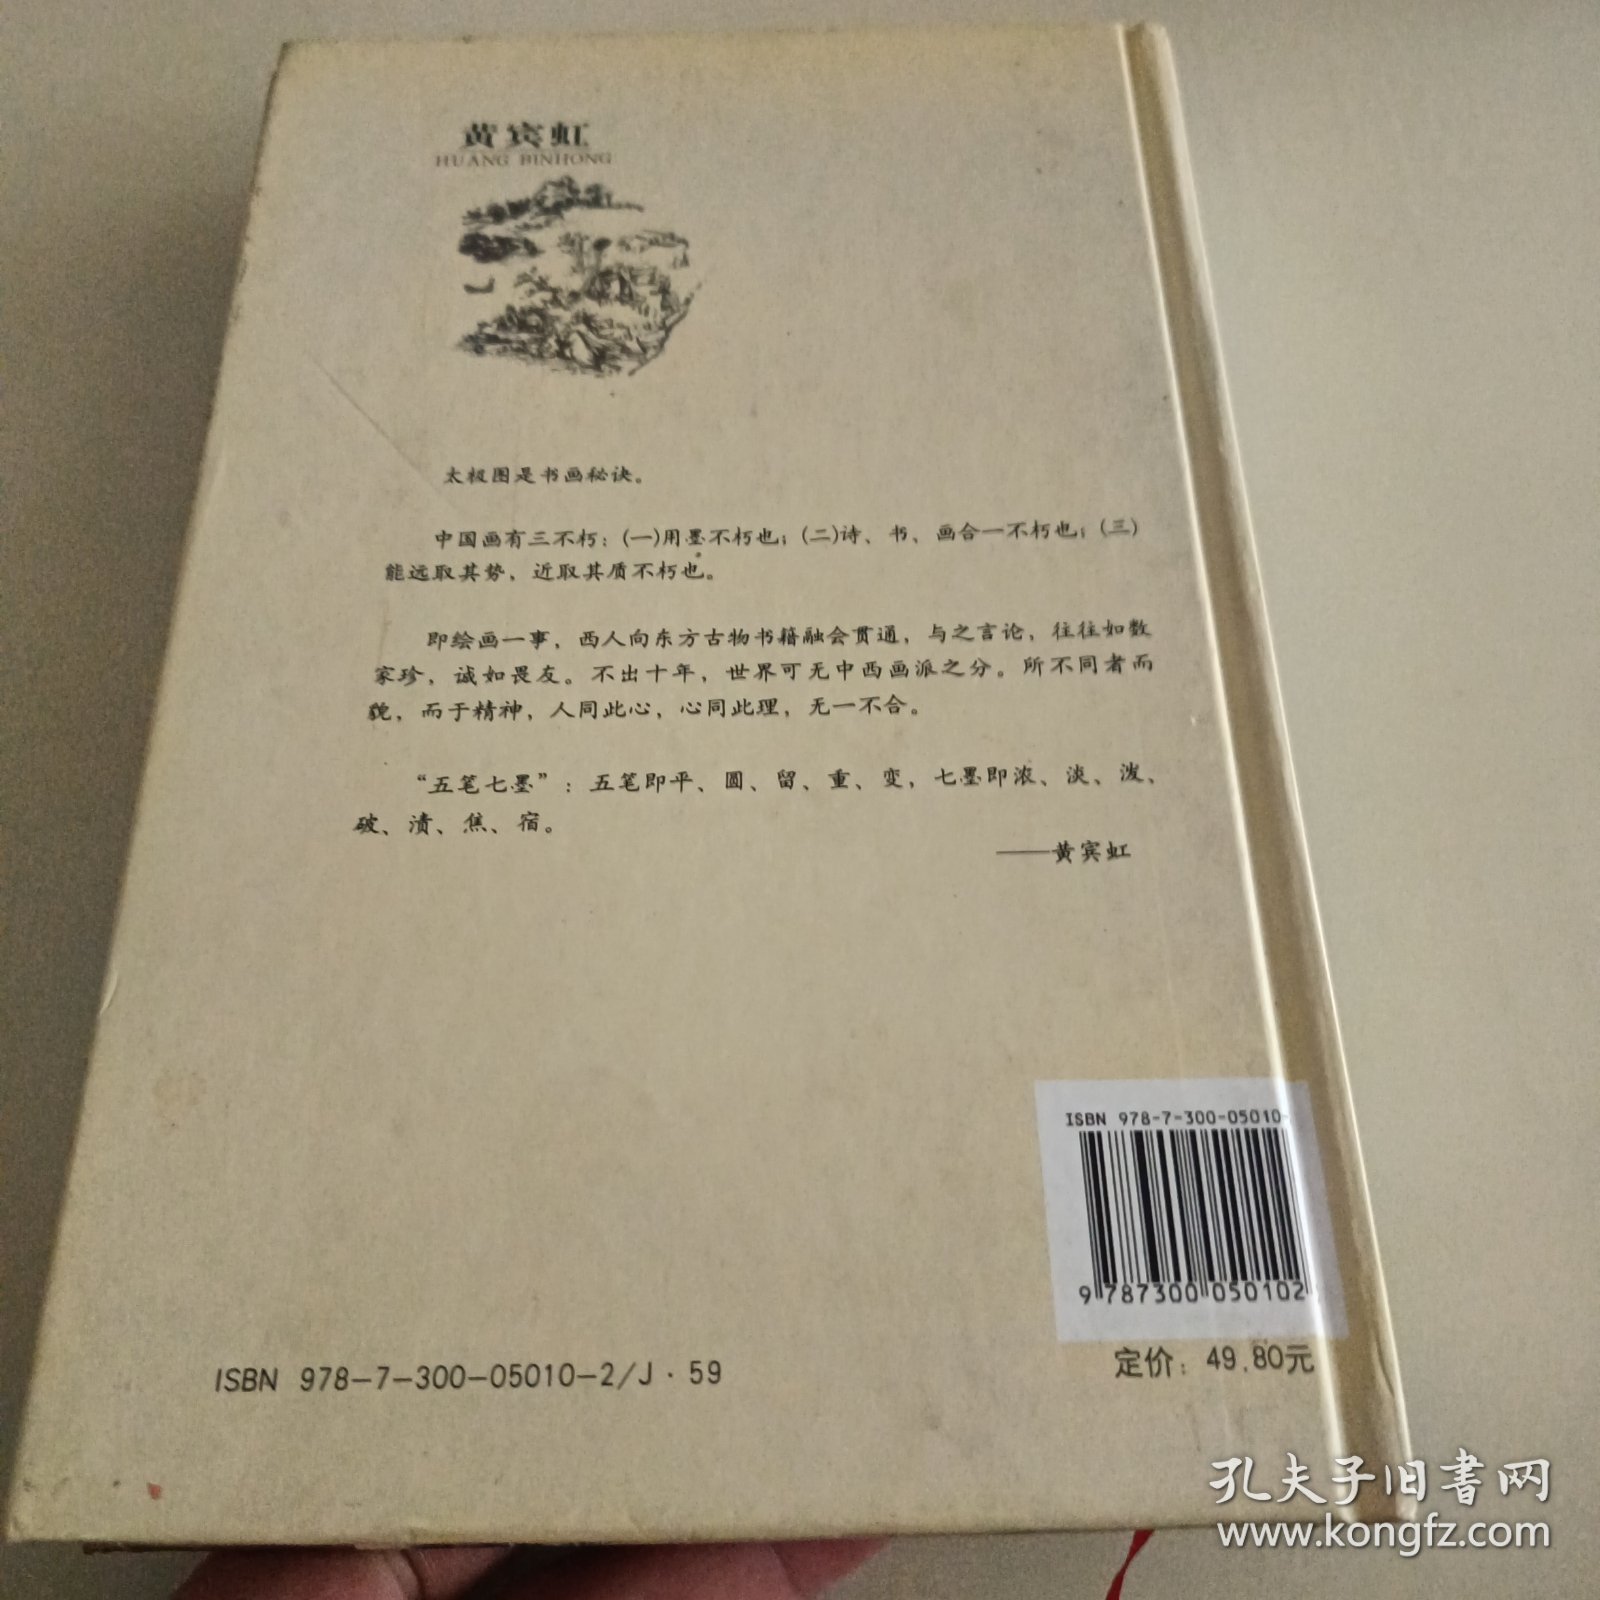 黄宾虹
HUANG BINHONG
太极图是书画秘诀。
中国画有三不朽：(一)用墨不朽也；(二)诗、书、画合一不朽也；(三)
能远取其势，近取其质不朽也。
即绘画一事，西人向东方古物书籍融会贯通，与之言论，往往如数
家珍，诚如畏友。不出十年，世界可无中西画派之分。所不同者而
貌，而于精神，人同此心，心同此理，无一不合。
“五笔七墨”：五笔即平、圆、留、重、变，七墨即浓、淡、泼、
破、渍、焦、宿。
——黄宾虹
ISBN 978-7-300-05010-
9 787300 050102
定价：49.80元
ISBN 978-7-300-05010-2/J·59
孔夫子旧书网
www.kongfz.com